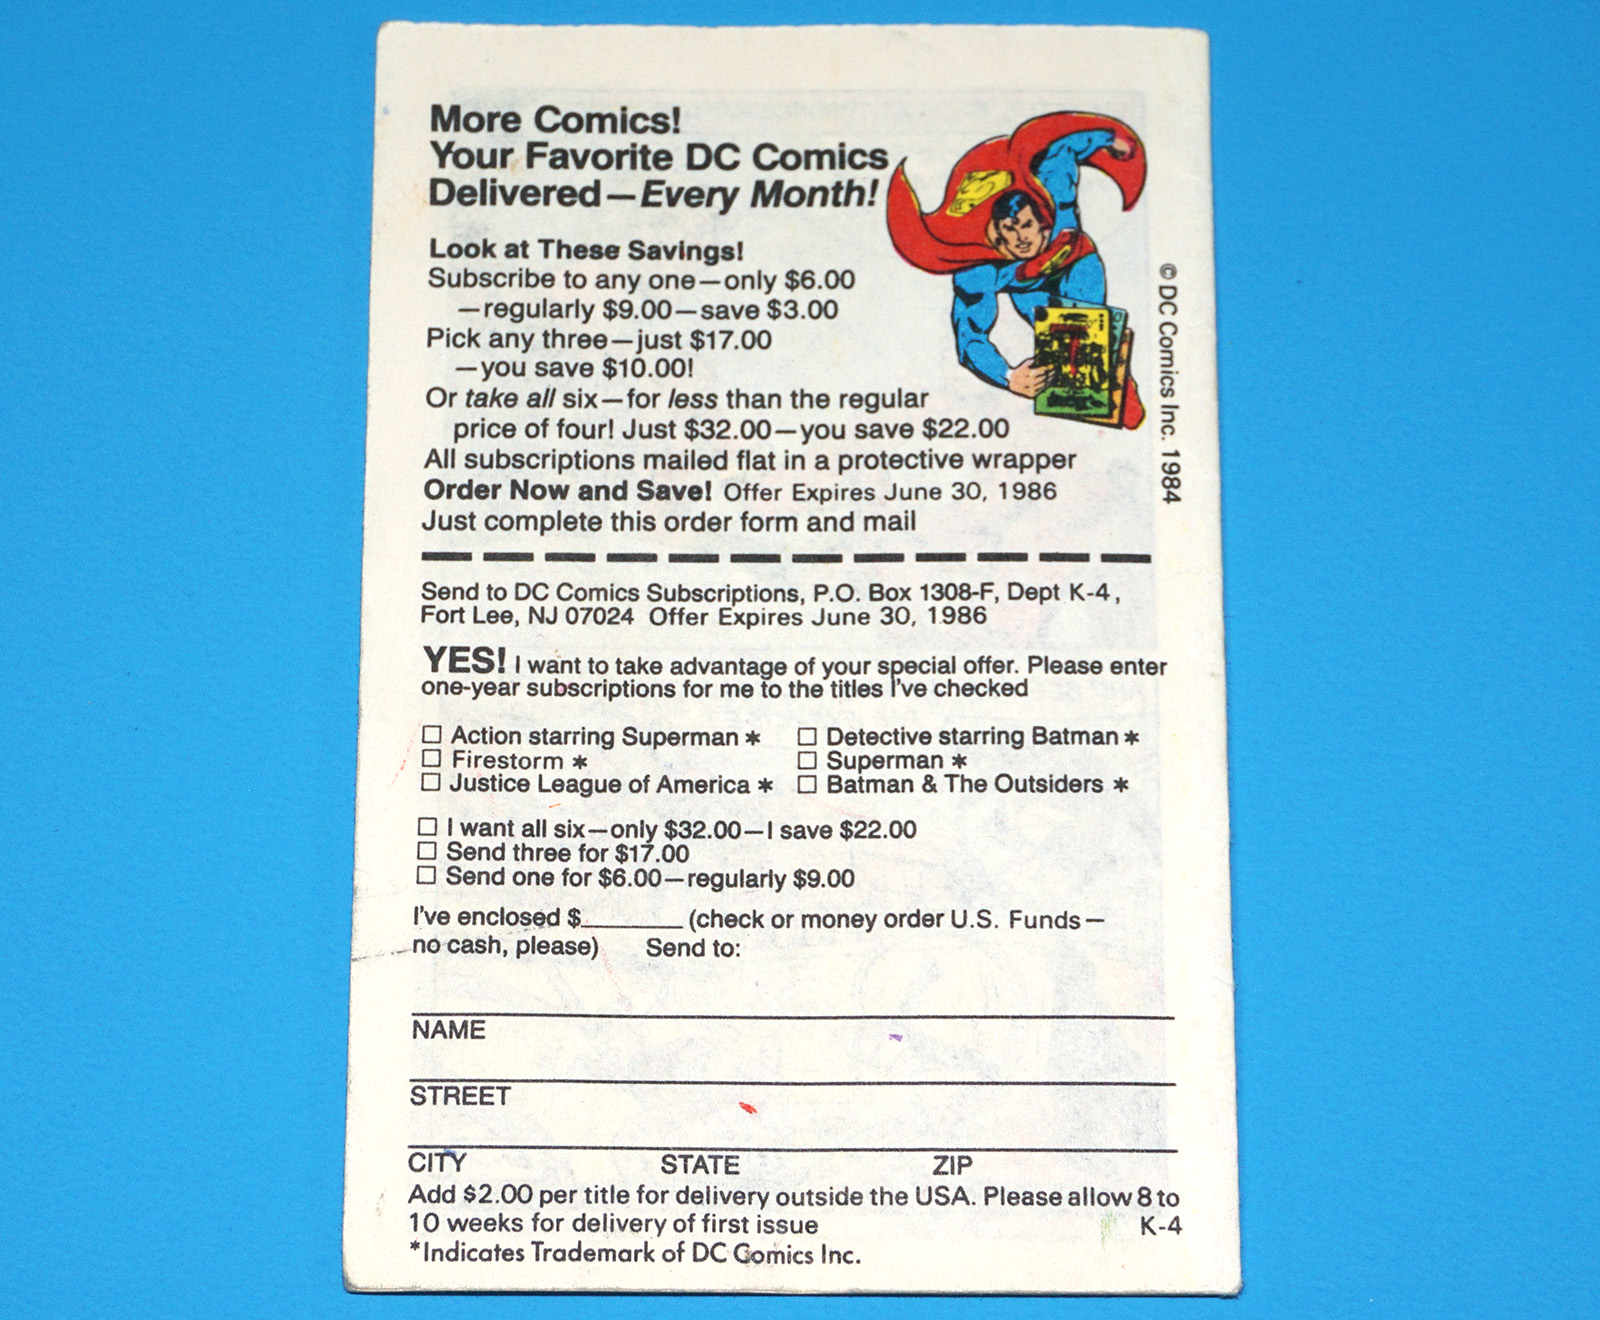 More Comics!
Your Favorite DC Comics
Delivered—Every Month!
Look at These Savings!
Subscribe to any one—only $6.00
—regularly $9.00—save $3.00
Pick any three—just $17.00
—you save $10.00!
Or take all six—for less than the regular
price of four! Just $32.00—you save $22.00
All subscriptions mailed flat in a protective wrapper
Order Now and Save! Offer Expires June 30, 1986
Just complete this order form and mail
© DC Comics Inc. 1984
Send to DC Comics Subscriptions, P.O. Box 1308-F, Dept K-4,
Fort Lee, NJ 07024 Offer Expires June 30, 1986
YES! I want to take advantage of your special offer. Please enter
one-year subscriptions for me to the titles I've checked
☐ Action starring Superman * ☐ Detective starring Batman *
☐ Firestorm * ☐ Superman *
☐ Justice League of America * ☐ Batman & The Outsiders *
☐ I want all six—only $32.00—I save $22.00
☐ Send three for $17.00
☐ Send one for $6.00—regularly $9.00
I've enclosed $________ (check or money order U.S. Funds—
no cash, please) Send to:
NAME
STREET
CITY STATE ZIP
Add $2.00 per title for delivery outside the USA. Please allow 8 to
10 weeks for delivery of first issue K-4
*Indicates Trademark of DC Comics Inc.